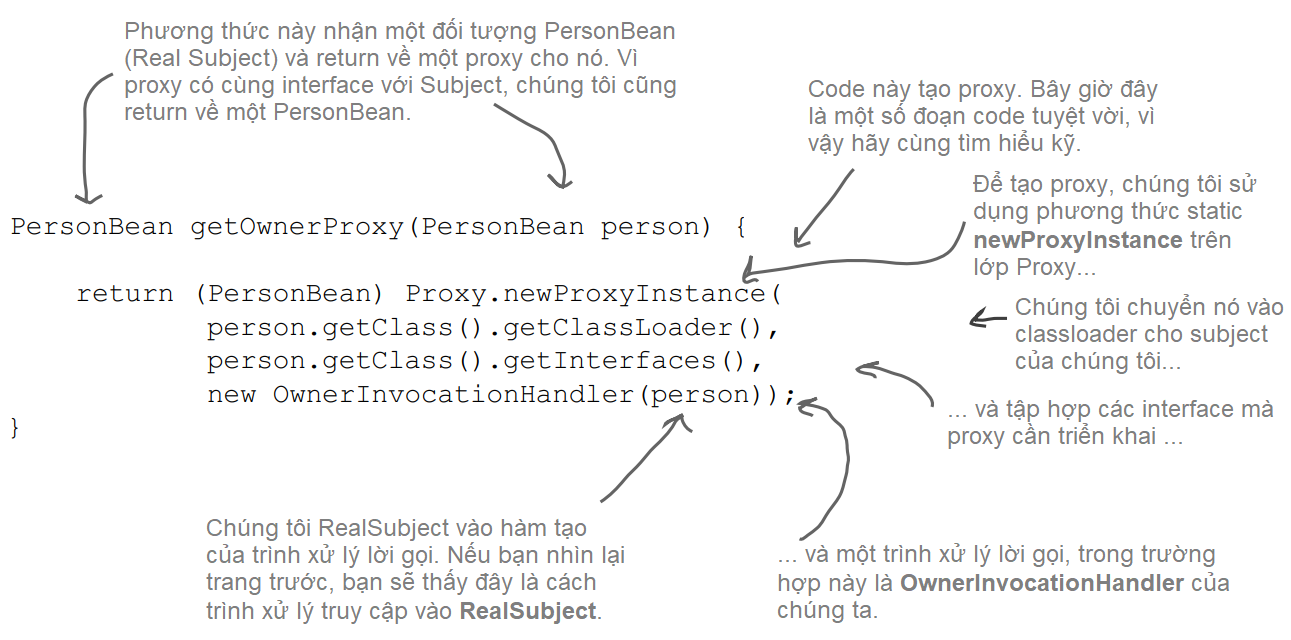 Phương thức này nhận một đối tượng PersonBean
(Real Subject) và return về một proxy cho nó. Vì
proxy có cùng interface với Subject, chúng tôi cũng
return về một PersonBean.
Code này tạo proxy. Bây giờ đây
là một số đoạn code tuyệt vời, vì
vậy hãy cùng tìm hiểu kỹ.
Để tạo proxy, chúng tôi sử
dụng phương thức static
newProxyInstance trên
lớp Proxy...
PersonBean getOwnerProxy(PersonBean person) {
return (PersonBean) Proxy.newProxyInstance(
person.getClass().getClassLoader(),
person.getClass().getInterfaces(),
new OwnerInvocationHandler(person));
}
Chúng tôi chuyển nó vào
classloader cho subject
của chúng tôi...
... và tập hợp các interface mà
proxy cần triển khai ...
Chúng tôi RealSubject vào hàm tạo
của trình xử lý lời gọi. Nếu bạn nhìn lại
trang trước, bạn sẽ thấy đây là cách
trình xử lý truy cập vào RealSubject.
... và một trình xử lý lời gọi, trong trường
hợp này là OwnerInvocationHandler của
chúng ta.